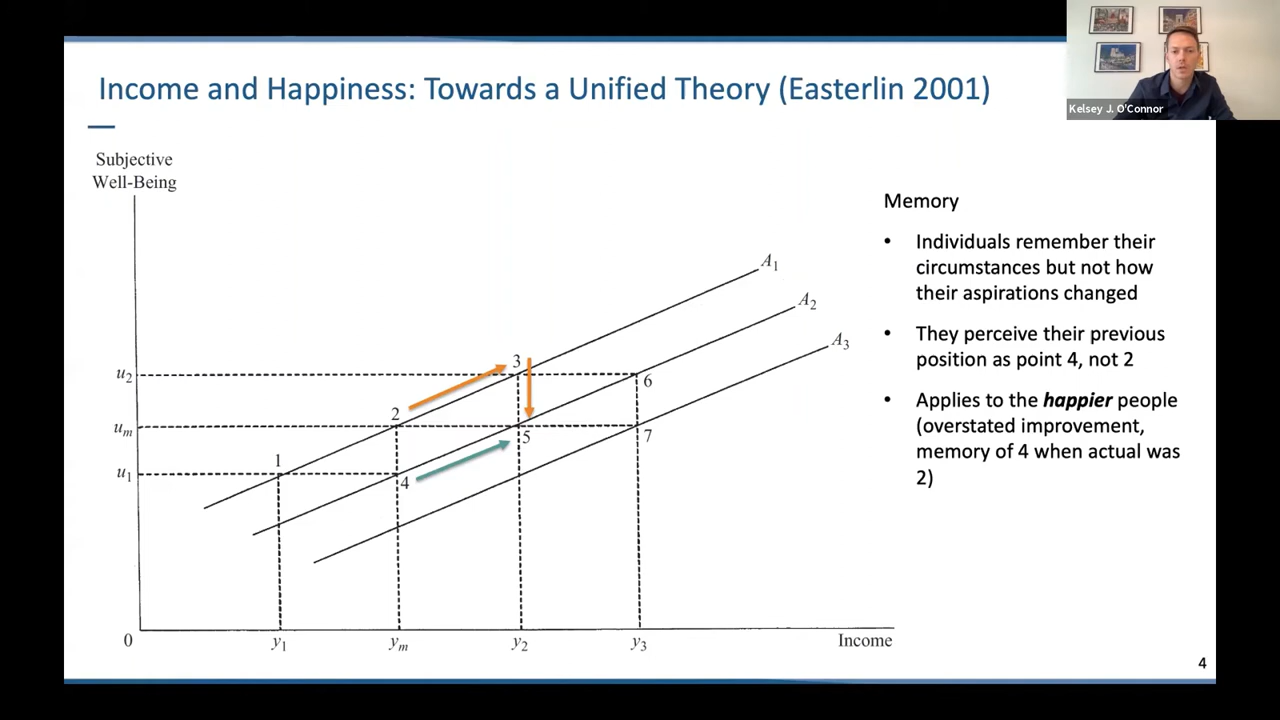 Kelsey J. O'Connor
Income and Happiness: Towards a Unified Theory (Easterlin 2001)
Subjective
Well-Being
A₁
A₂
A₃
3
u₂
6
2
uₘ
5
7
1
u₁
4
0
y₁
yₘ
y₂
y₃
Income
Memory
• Individuals remember their
circumstances but not how
their aspirations changed
• They perceive their previous
position as point 4, not 2
• Applies to the happier people
(overstated improvement,
memory of 4 when actual was
2)
4